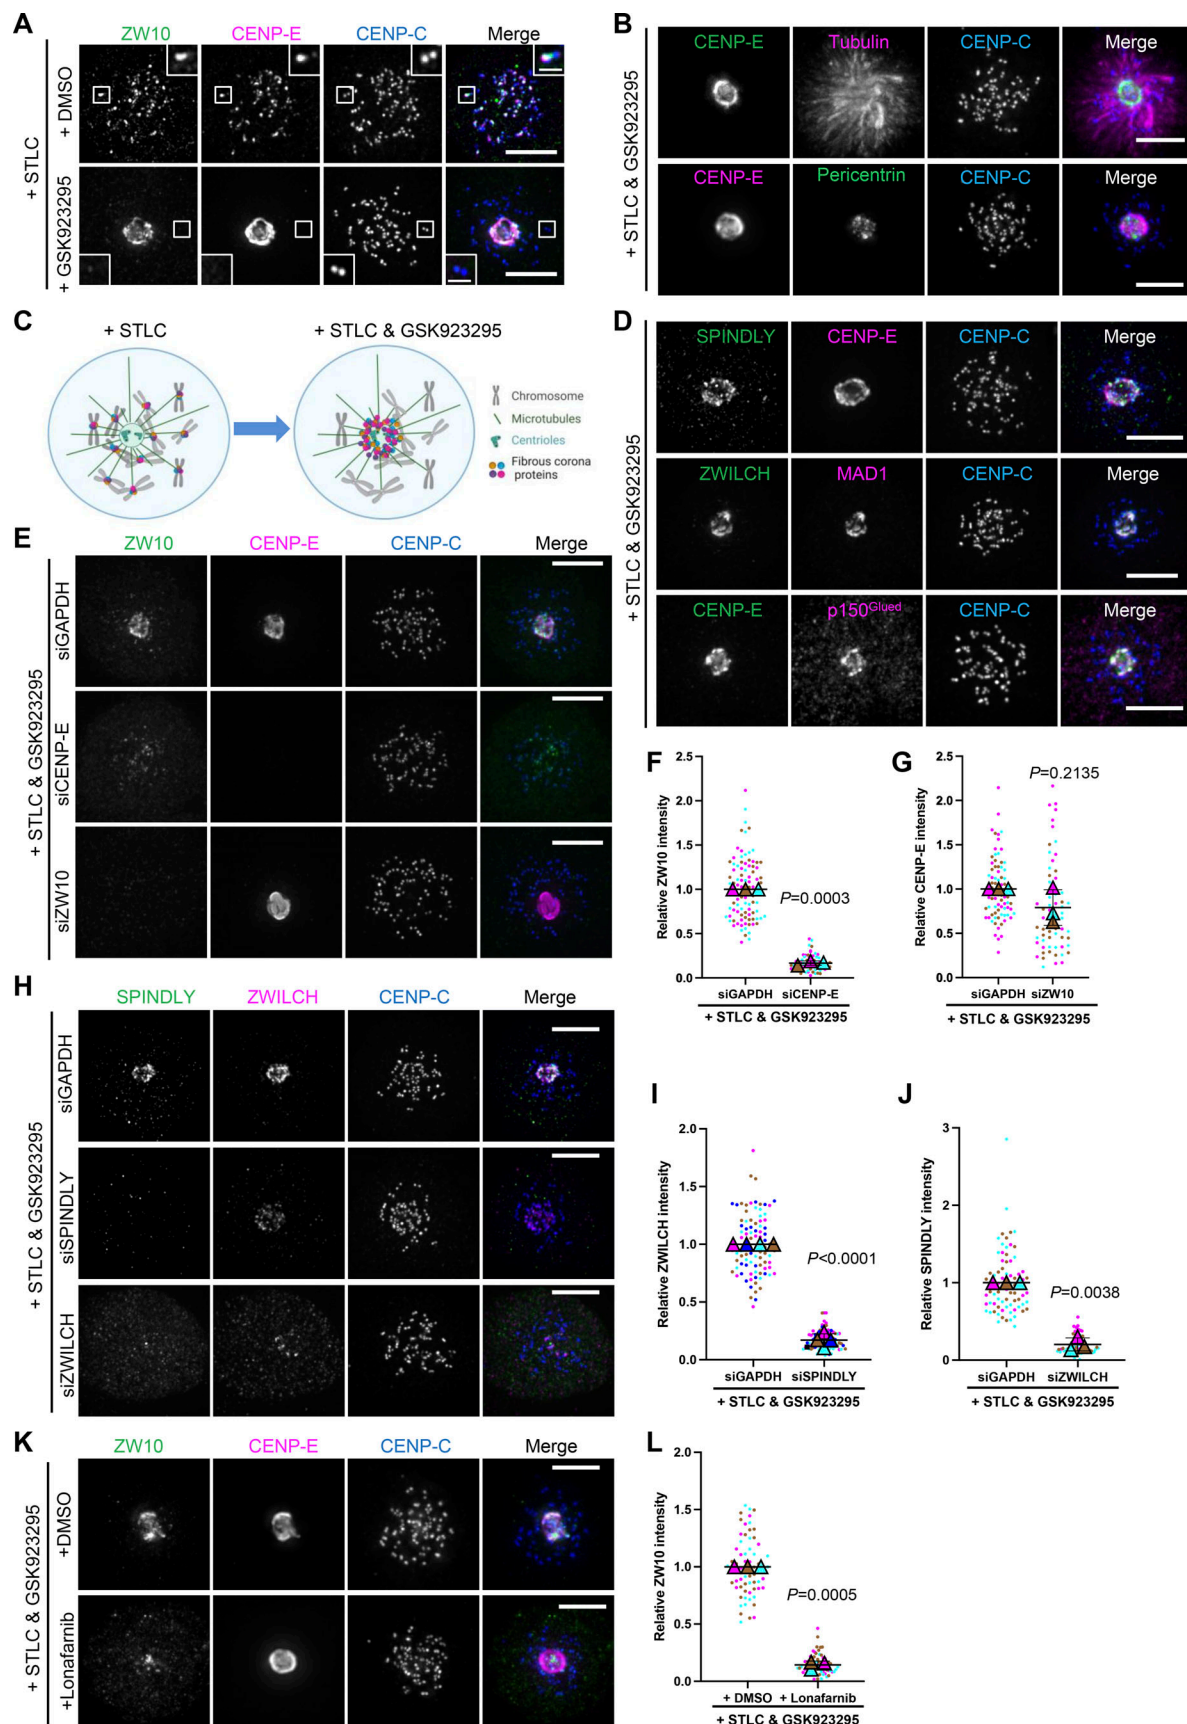 A
ZW10 CENP-E CENP-C Merge
+ STLC
+ DMSO
+ GSK923295
B
CENP-E Tubulin CENP-C Merge
CENP-E Pericentrin CENP-C Merge
+ STLC & GSK923295
C
+ STLC + STLC & GSK923295
Chromosome
Microtubules
Centrioles
Fibrous corona
proteins
D
SPINDLY CENP-E CENP-C Merge
ZWILCH MAD1 CENP-C Merge
CENP-E p150Glued CENP-C Merge
+ STLC & GSK923295
E
ZW10 CENP-E CENP-C Merge
+ STLC & GSK923295
siGAPDH
siCENP-E
siZW10
F
Relative ZW10 intensity
2.5
2.0
1.5
1.0
0.5
0.0
P=0.0003
siGAPDH siCENP-E
+ STLC & GSK923295
G
Relative CENP-E intensity
2.5
2.0
1.5
1.0
0.5
0.0
P=0.2135
siGAPDH siZW10
+ STLC & GSK923295
H
SPINDLY ZWILCH CENP-C Merge
+ STLC & GSK923295
siGAPDH
siSPINDLY
siZWILCH
I
Relative ZWILCH intensity
2.0
1.5
1.0
0.5
0.0
P<0.0001
siGAPDH siSPINDLY
+ STLC & GSK923295
J
Relative SPINDLY intensity
3
2
1
0
P=0.0038
siGAPDH siZWILCH
+ STLC & GSK923295
K
ZW10 CENP-E CENP-C Merge
+ STLC & GSK923295
+DMSO
+Lonafarnib
L
Relative ZW10 intensity
2.0
1.5
1.0
0.5
0.0
P=0.0005
+ DMSO + Lonafarnib
+ STLC & GSK923295